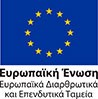 Ευρωπαϊκή Ένωση
Ευρωπαϊκά Διαρθρωτικά
και Επενδυτικά Ταμεία